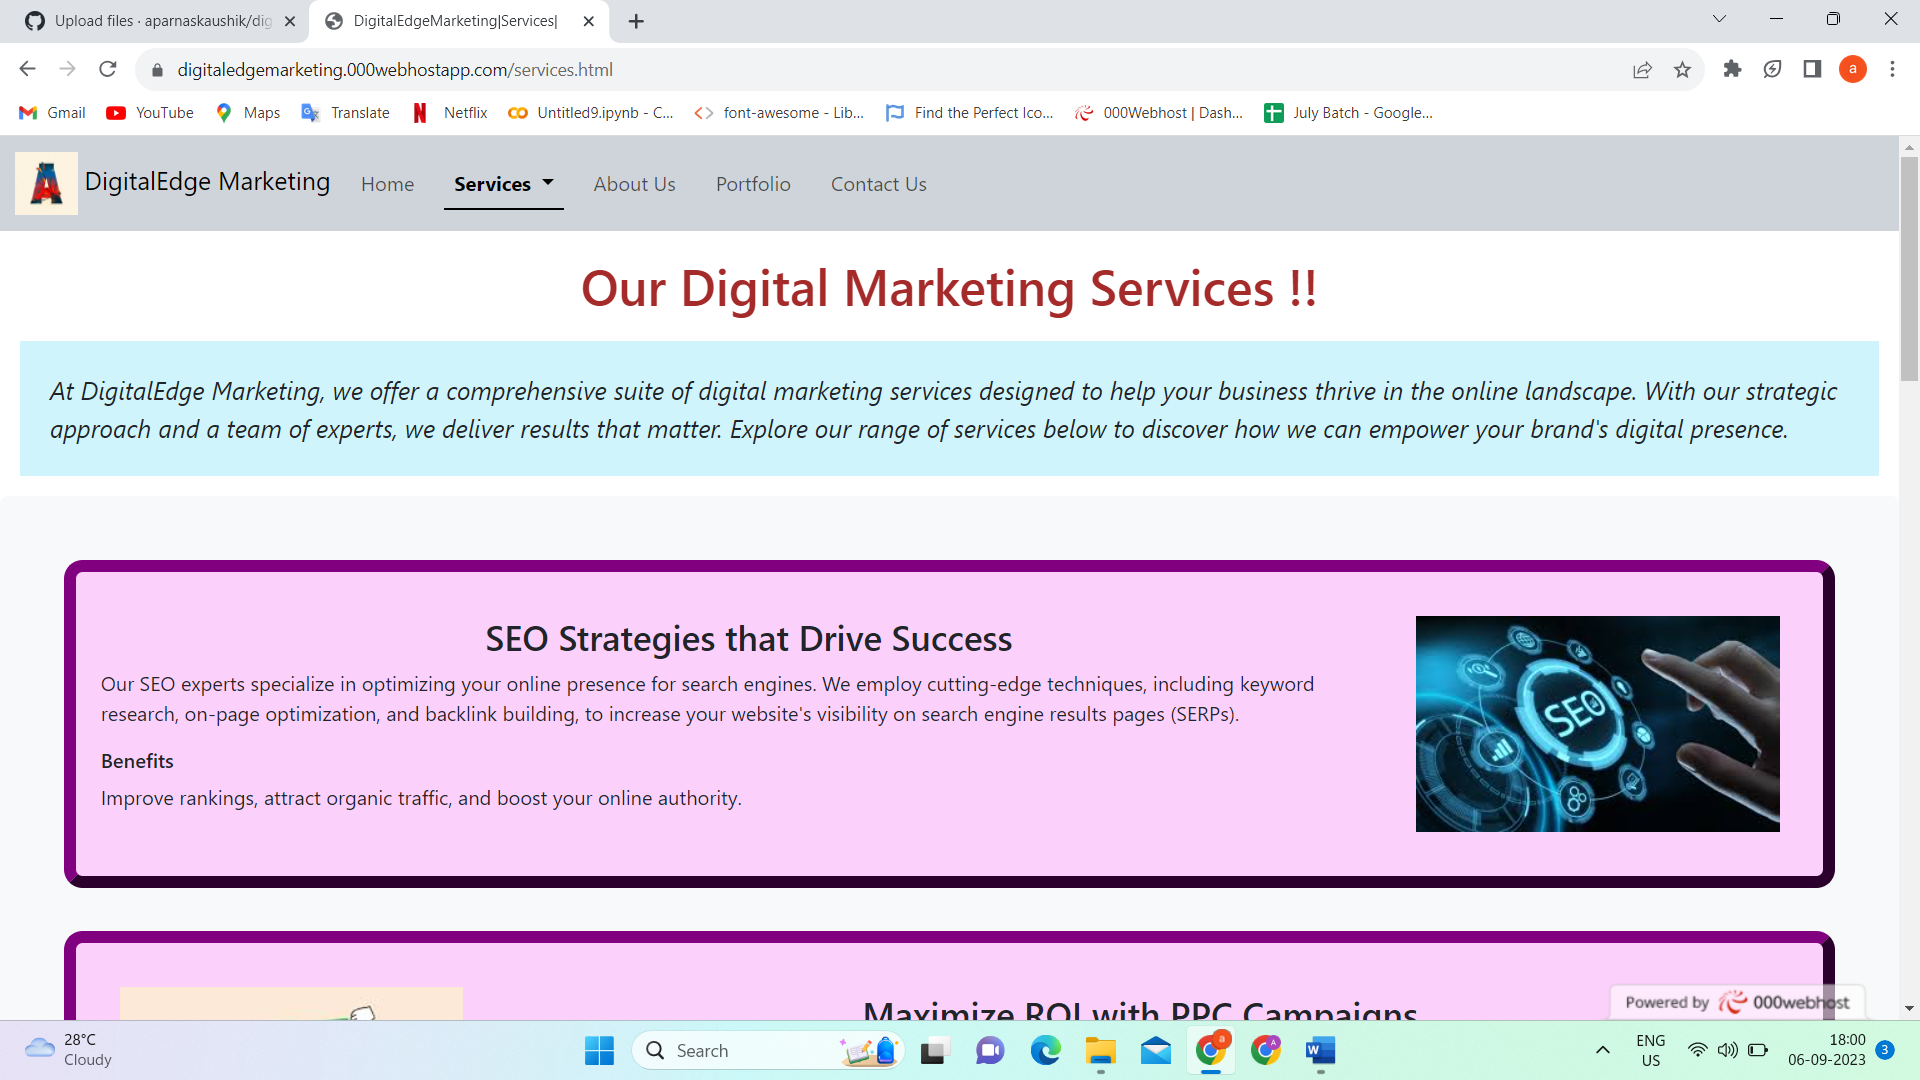 Upload files · aparnaskaushik/dig
DigitalEdgeMarketing|Services|
digitaledgemarketing.000webhostapp.com/services.html
a
Gmail
YouTube
Maps
Translate
Netflix
Untitled9.ipynb - C...
font-awesome - Lib...
Find the Perfect Ico...
000Webhost | Dash...
July Batch - Google...
DigitalEdge Marketing
Home
Services
About Us
Portfolio
Contact Us
Our Digital Marketing Services !!
At DigitalEdge Marketing, we offer a comprehensive suite of digital marketing services designed to help your business thrive in the online landscape. With our strategic
approach and a team of experts, we deliver results that matter. Explore our range of services below to discover how we can empower your brand's digital presence.
SEO Strategies that Drive Success
Our SEO experts specialize in optimizing your online presence for search engines. We employ cutting-edge techniques, including keyword
research, on-page optimization, and backlink building, to increase your website's visibility on search engine results pages (SERPs).
Benefits
Improve rankings, attract organic traffic, and boost your online authority.
SEO
Maximize ROI with PPC Campaigns
Powered by 000webhost
28°C
Cloudy
Search
a
A
W
ENG
US
18:00
06-09-2023
3